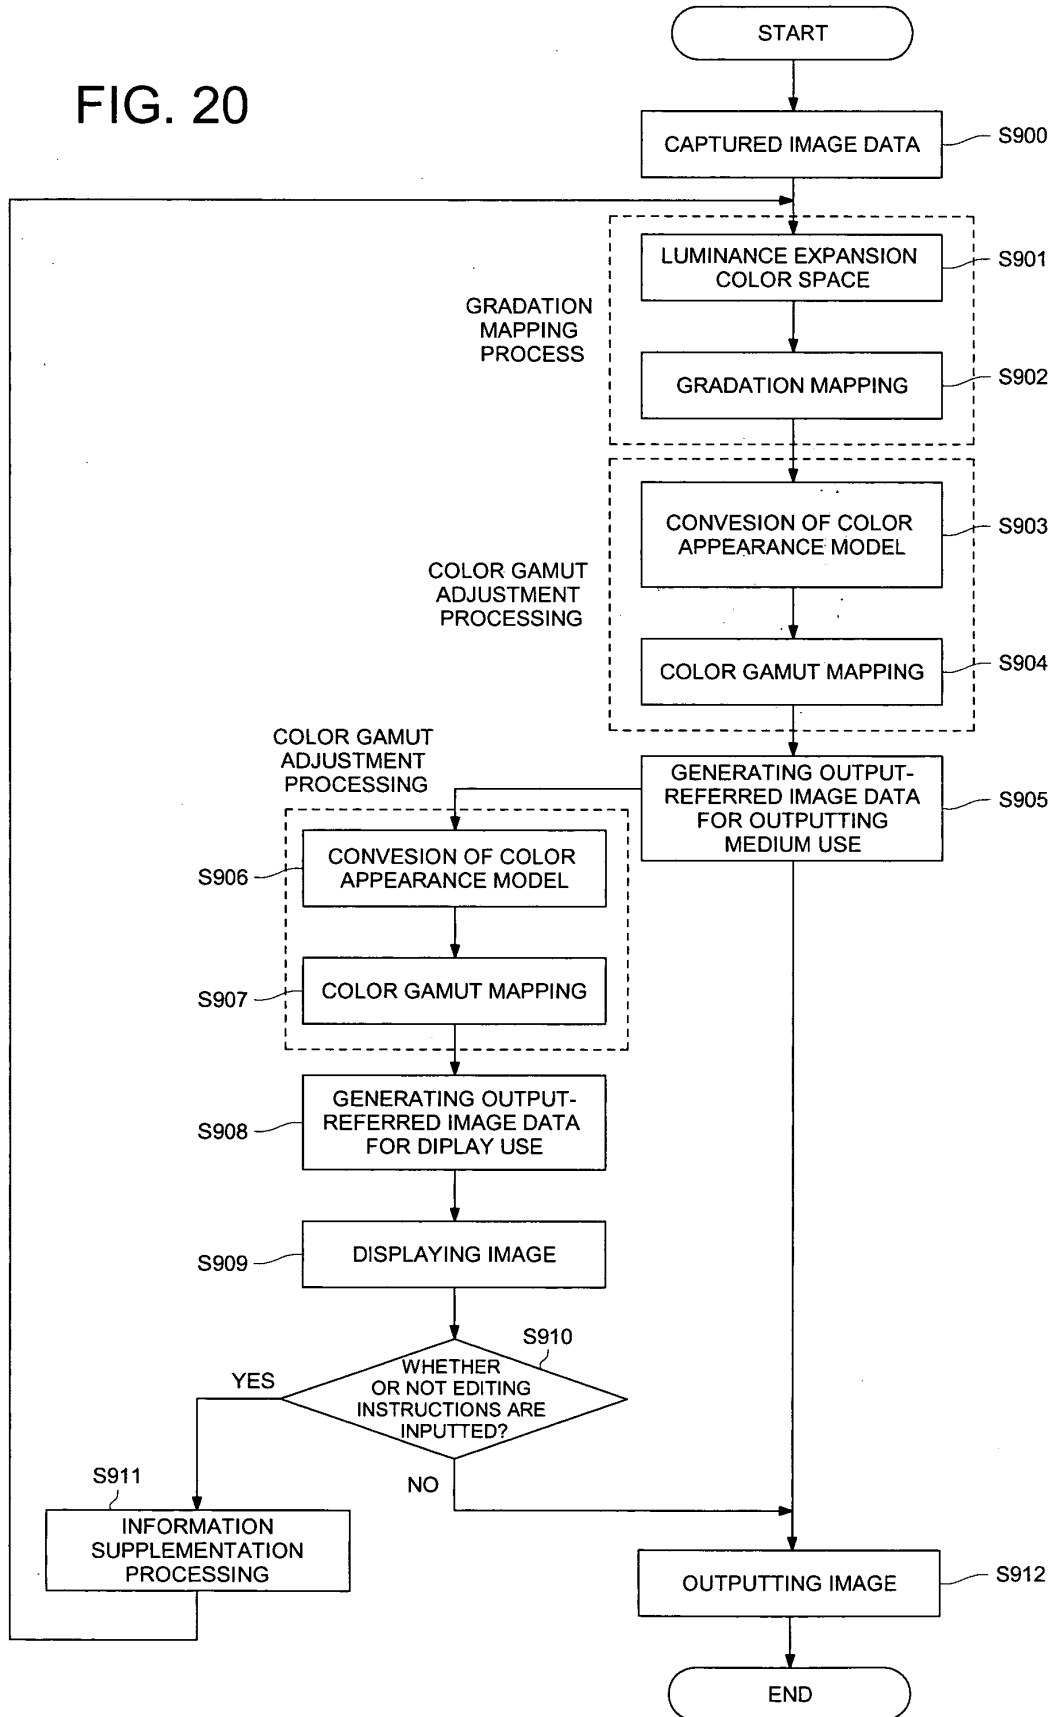 FIG. 20
START
CAPTURED IMAGE DATA
S900
LUMINANCE EXPANSION
COLOR SPACE
S901
GRADATION
MAPPING
PROCESS
GRADATION MAPPING
S902
CONVESION OF COLOR
APPEARANCE MODEL
S903
COLOR GAMUT
ADJUSTMENT
PROCESSING
COLOR GAMUT MAPPING
S904
COLOR GAMUT
ADJUSTMENT
PROCESSING
GENERATING OUTPUT-
REFERRED IMAGE DATA
FOR OUTPUTTING
MEDIUM USE
S905
S906
CONVESION OF COLOR
APPEARANCE MODEL
S907
COLOR GAMUT MAPPING
S908
GENERATING OUTPUT-
REFERRED IMAGE DATA
FOR DIPLAY USE
S909
DISPLAYING IMAGE
S910
WHETHER
OR NOT EDITING
INSTRUCTIONS ARE
INPUTTED?
YES
NO
S911
INFORMATION
SUPPLEMENTATION
PROCESSING
OUTPUTTING IMAGE
S912
END